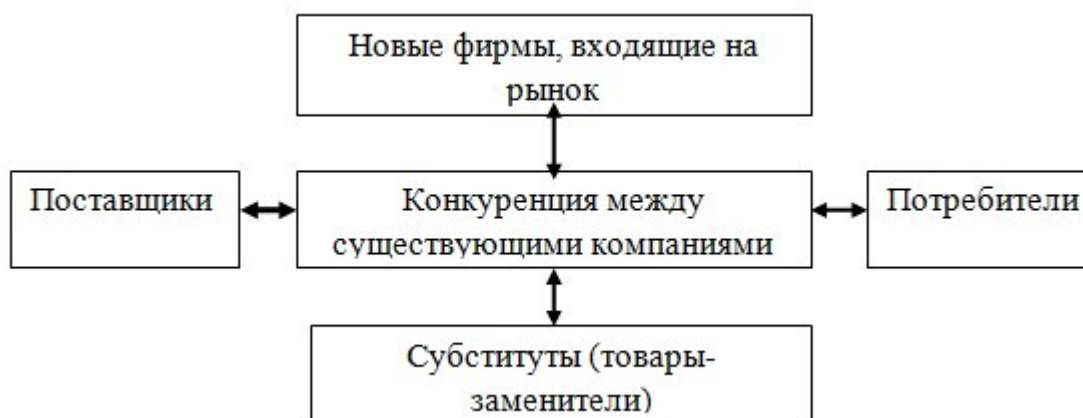 Новые фирмы, входящие на
рынок
Поставщики
Конкуренция между
существующими компаниями
Потребители
Субституты (товары-
заменители)